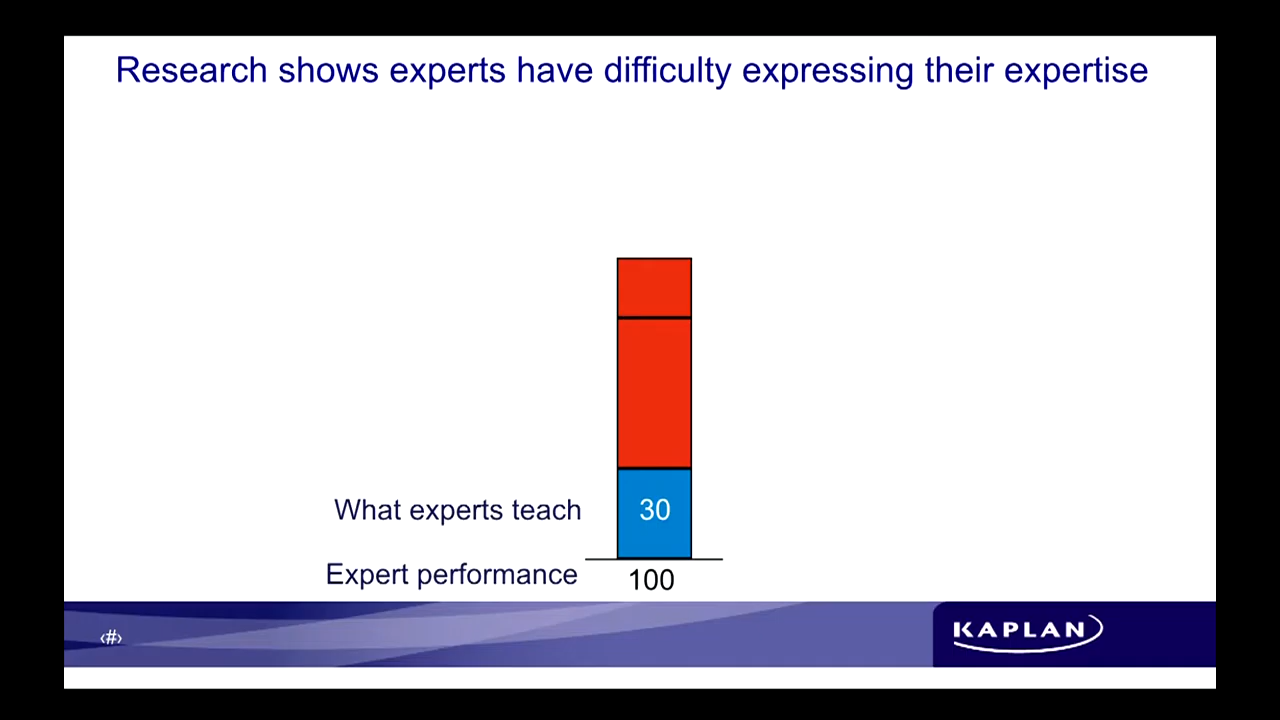 Research shows experts have difficulty expressing their expertise
What experts teach
30
Expert performance
100
‹#›
KAPLAN